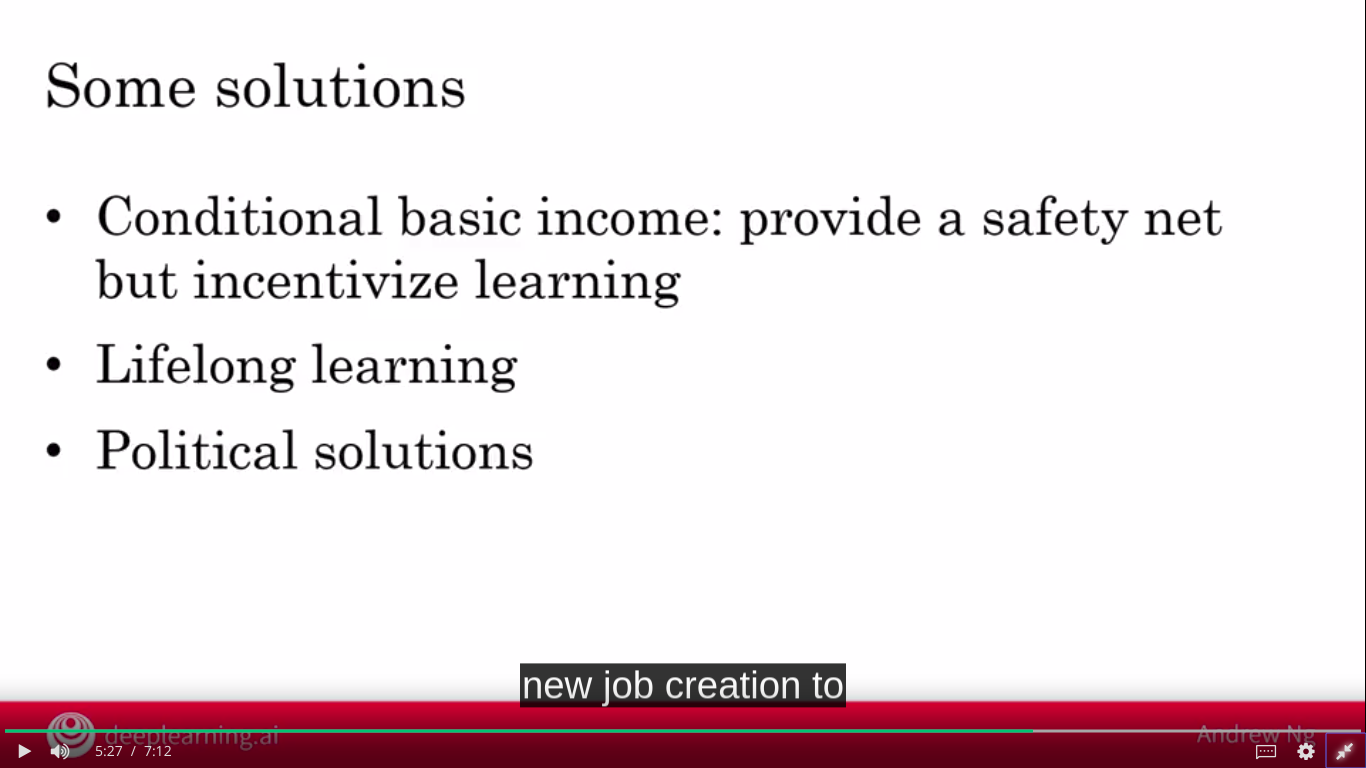 Some solutions
• Conditional basic income: provide a safety net
but incentivize learning
• Lifelong learning
• Political solutions
new job creation to
deeplearning.ai
Andrew Ng
5:27 / 7:12